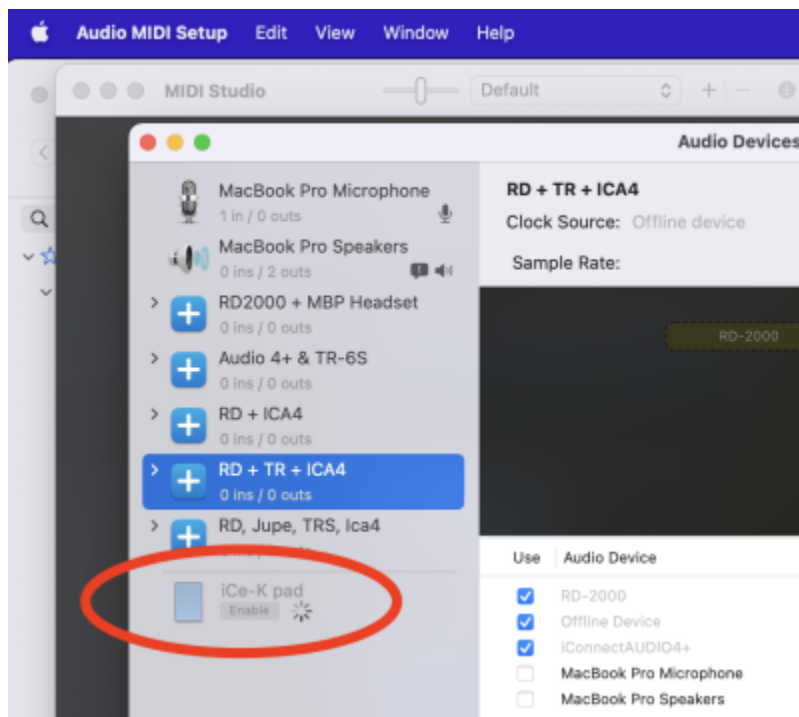 Audio MIDI Setup Edit View Window Help
MIDI Studio Default
Audio Devices
MacBook Pro Microphone
1 in / 0 outs
MacBook Pro Speakers
0 ins / 2 outs
RD2000 + MBP Headset
0 ins / 0 outs
Audio 4+ & TR-6S
0 ins / 0 outs
RD + ICA4
0 ins / 0 outs
RD + TR + ICA4
0 ins / 0 outs
RD, Jupe, TRS, Ica4
iCe-K pad
Enable
RD + TR + ICA4
Clock Source: Offline device
Sample Rate:
RD-2000
Use Audio Device
RD-2000
Offline Device
iConnectAUDIO4+
MacBook Pro Microphone
MacBook Pro Speakers